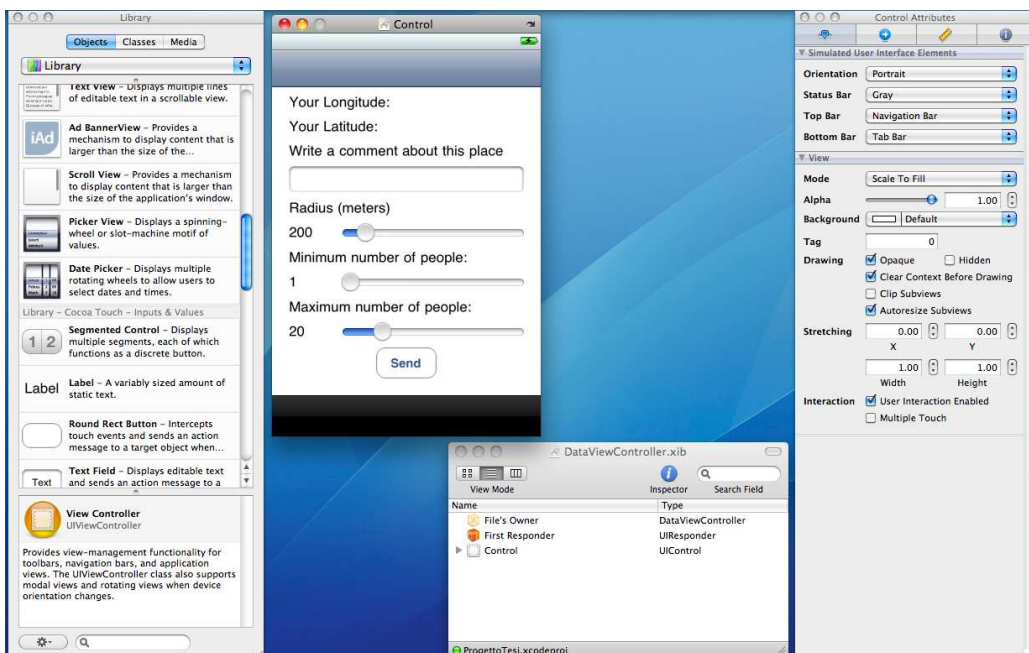 Library
Objects Classes Media
Library
Text View – Displays multiple lines
of editable text in a scrollable view.
iAd
Ad BannerView – Provides a
mechanism to display content that is
larger than the size of the...
Scroll View – Provides a mechanism
to display content that is larger than
the size of the application's window.
Picker View – Displays a spinning-
wheel or slot-machine motif of
values.
Date Picker – Displays multiple
rotating wheels to allow users to
select dates and times.
Library – Cocoa Touch – Inputs & Values
1 2
Segmented Control – Displays
multiple segments, each of which
functions as a discrete button.
Label
Label – A variably sized amount of
static text.
Round Rect Button – Intercepts
touch events and sends an action
message to a target object when...
Text
Text Field – Displays editable text
and sends an action message to a
View Controller
UIViewController
Provides view-management functionality for
toolbars, navigation bars, and application
views. The UIViewController class also supports
modal views and rotating views when device
orientation changes.
Control
Your Longitude:
Your Latitude:
Write a comment about this place
Radius (meters)
200
Minimum number of people:
1
Maximum number of people:
20
Send
DataViewController.xib
View Mode Inspector Search Field
Name Type
File's Owner DataViewController
First Responder UIResponder
Control UIControl
ProgettoTesi.xcodeproj
Control Attributes
Simulated User Interface Elements
Orientation Portrait
Status Bar Gray
Top Bar Navigation Bar
Bottom Bar Tab Bar
View
Mode Scale To Fill
Alpha 1.00
Background Default
Tag 0
Drawing Opaque Hidden
Clear Context Before Drawing
Clip Subviews
Autoresize Subviews
Stretching 0.00 0.00
X Y
1.00 1.00
Width Height
Interaction User Interaction Enabled
Multiple Touch